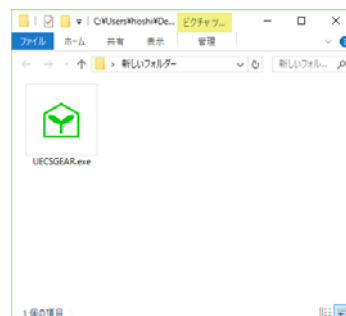 C:¥Users¥hoshi¥De... ピクチャ ツ...
ファイル ホーム 共有 表示 管理
新しいフォルダー 新しいフォル...
UECSGEAR.exe
1 個の項目